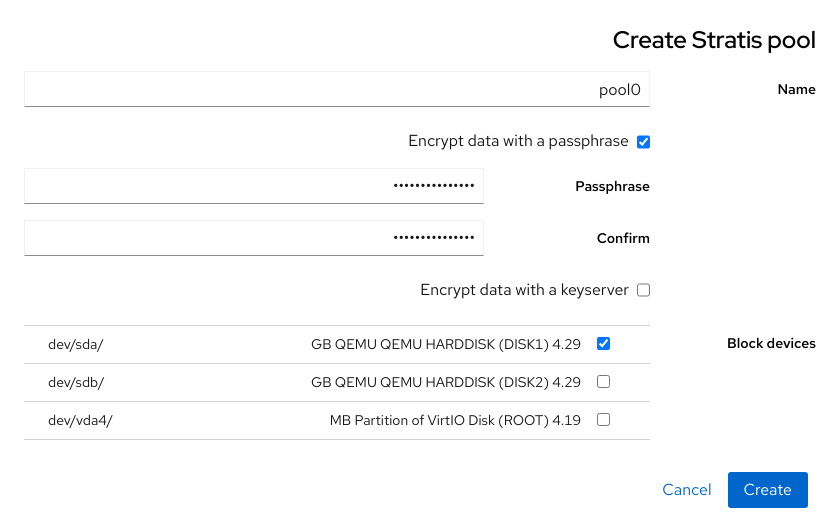 Create Stratis pool
Name
pool0
Encrypt data with a passphrase
Passphrase
•••••••••••••••
Confirm
•••••••••••••••
Encrypt data with a keyserver
Block devices
GB QEMU QEMU HARDDISK (DISK1) 4.29
dev/sda/
GB QEMU QEMU HARDDISK (DISK2) 4.29
dev/sdb/
MB Partition of VirtIO Disk (ROOT) 4.19
dev/vda4/
Create
Cancel